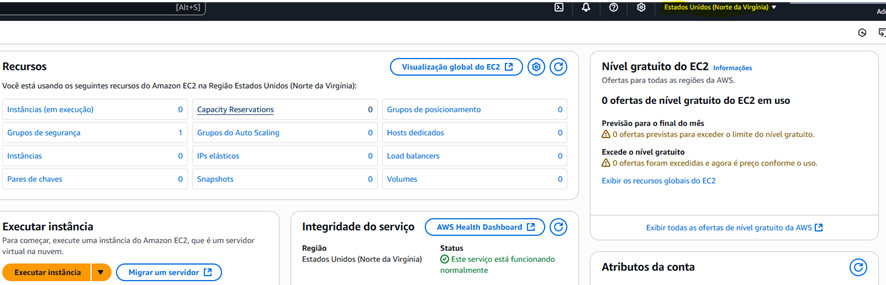 [Alt+S]
Estados Unidos (Norte da Virgínia)
Recursos
Visualização global do EC2
Você está usando os seguintes recursos do Amazon EC2 na Região Estados Unidos (Norte da Virgínia):
Instâncias (em execução) 0
Capacity Reservations 0
Grupos de posicionamento 0
Grupos de segurança 1
Grupos do Auto Scaling 0
Hosts dedicados 0
Instâncias 0
IPs elásticos 0
Load balancers 0
Pares de chaves 0
Snapshots 0
Volumes 0
Executar instância
Para começar, execute uma instância do Amazon EC2, que é um servidor
virtual na nuvem.
Executar instância
Migrar um servidor
Integridade do serviço
AWS Health Dashboard
Região
Estados Unidos (Norte da Virgínia)
Status
Este serviço está funcionando
normalmente
Nível gratuito do EC2 Informações
Ofertas para todas as regiões da AWS.
0 ofertas de nível gratuito do EC2 em uso
Previsão para o final do mês
0 ofertas previstas para exceder o limite do nível gratuito.
Excede o nível gratuito
0 ofertas foram excedidas e agora é preço conforme o uso.
Exibir os recursos globais do EC2
Exibir todas as ofertas de nível gratuito da AWS
Atributos da conta